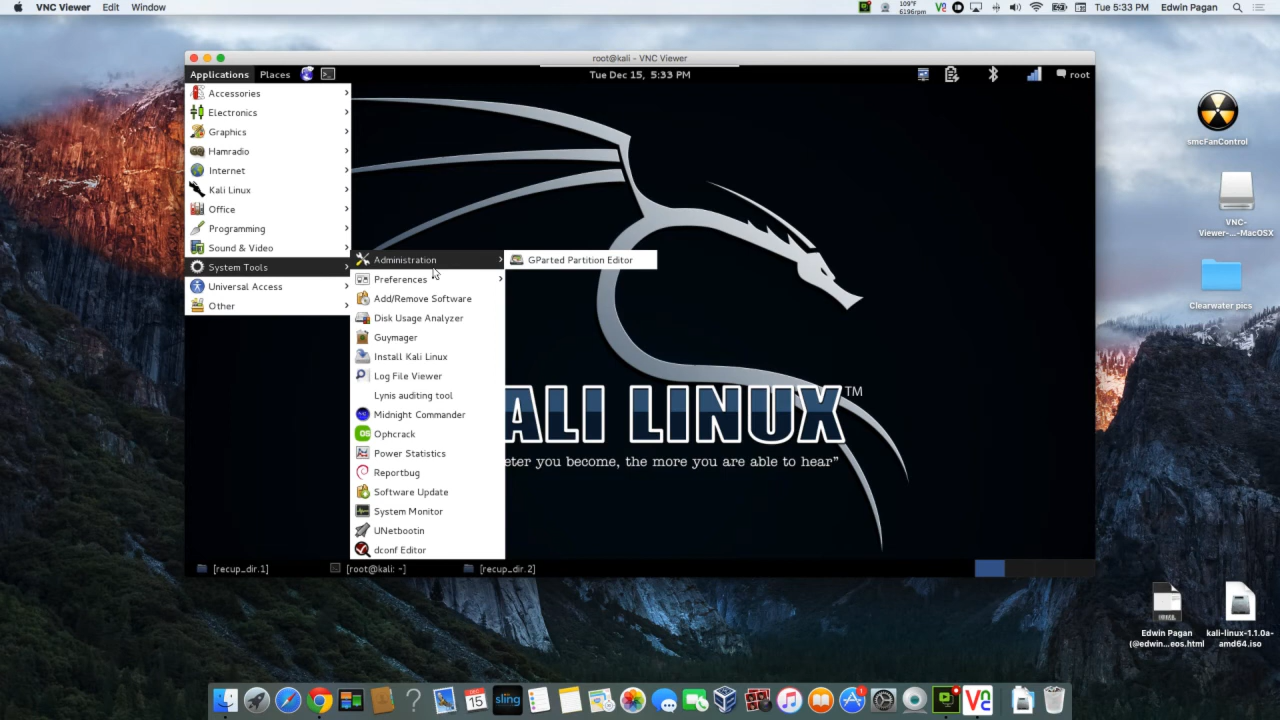 VNC Viewer Edit Window
109°F
6196rpm
Tue 5:33 PM Edwin Pagan
root@kali - VNC Viewer
Applications Places
Tue Dec 15, 5:33 PM
root
Accessories
Electronics
Graphics
Hamradio
Internet
Kali Linux
Office
Programming
Sound & Video
System Tools
Universal Access
Other
Administration
Preferences
Add/Remove Software
Disk Usage Analyzer
Guymager
Install Kali Linux
Log File Viewer
Lynis auditing tool
Midnight Commander
Ophcrack
Power Statistics
Reportbug
Software Update
System Monitor
UNetbootin
dconf Editor
GParted Partition Editor
ALI LINUX™
eter you become, the more you are able to hear”
[recup_dir.1]
[root@kali: ~]
[recup_dir.2]
smcFanControl
VNC-
Viewer-...-MacOSX
Clearwater pics
Edwin Pagan
(@edwin...eos.html
kali-linux-1.1.0a-
amd64.iso
15
sling
1